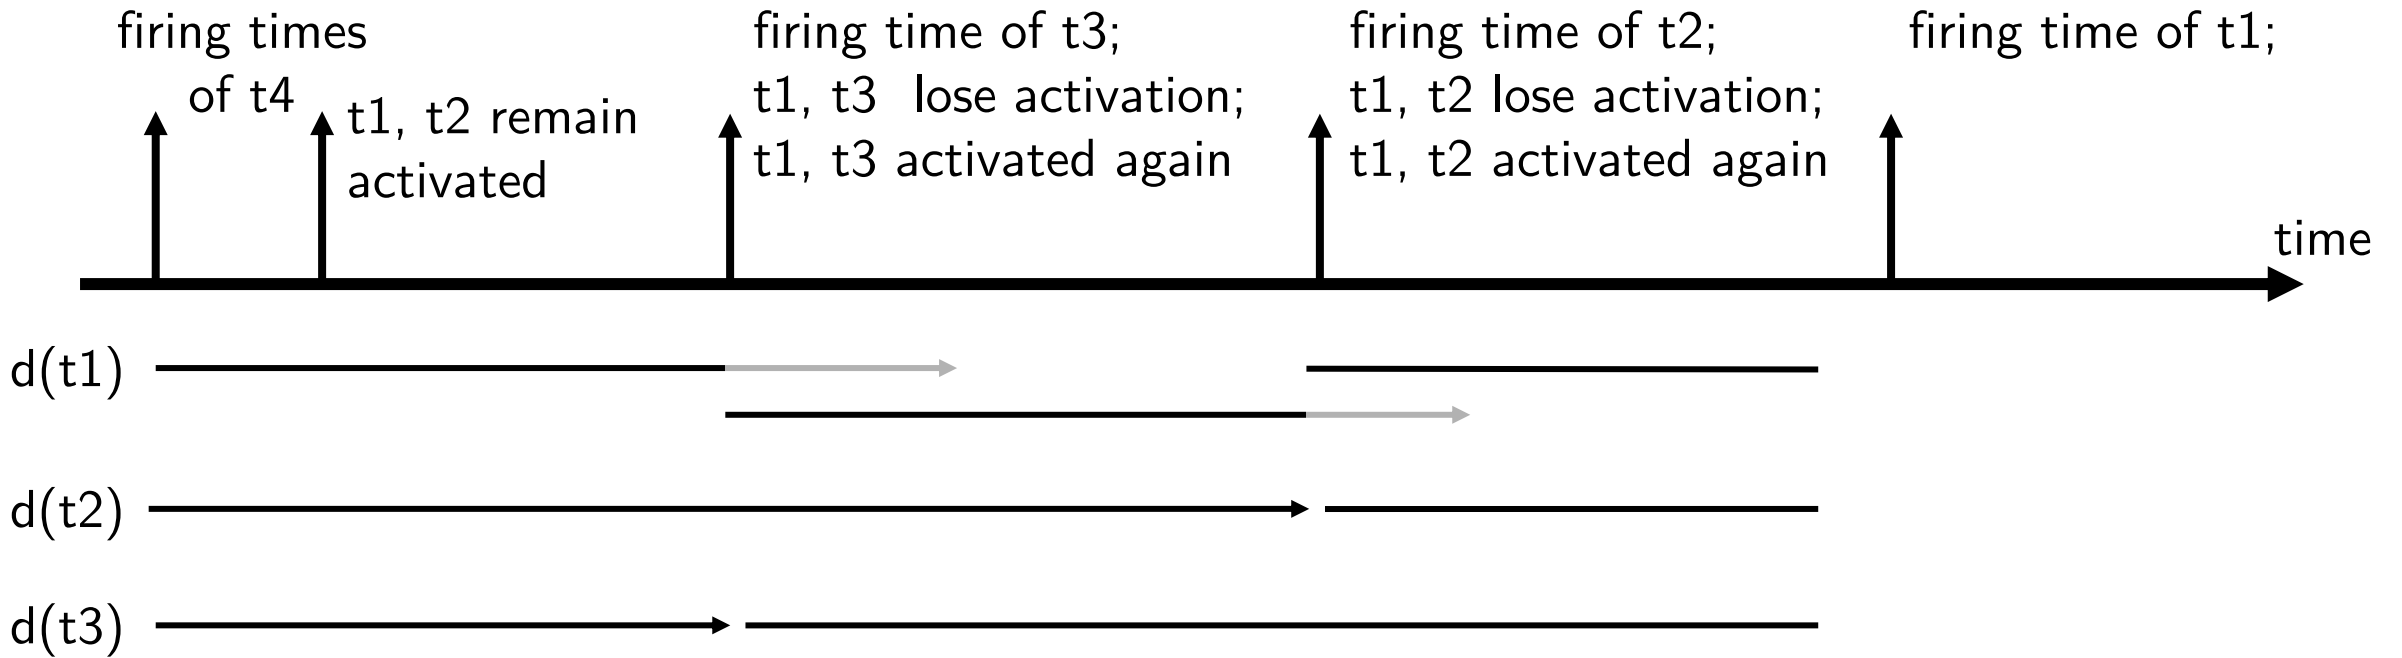 firing times
of t4
t1, t2 remain
activated
firing time of t3;
t1, t3 lose activation;
t1, t3 activated again
firing time of t2;
t1, t2 lose activation;
t1, t2 activated again
firing time of t1;
time
d(t1)
d(t2)
d(t3)